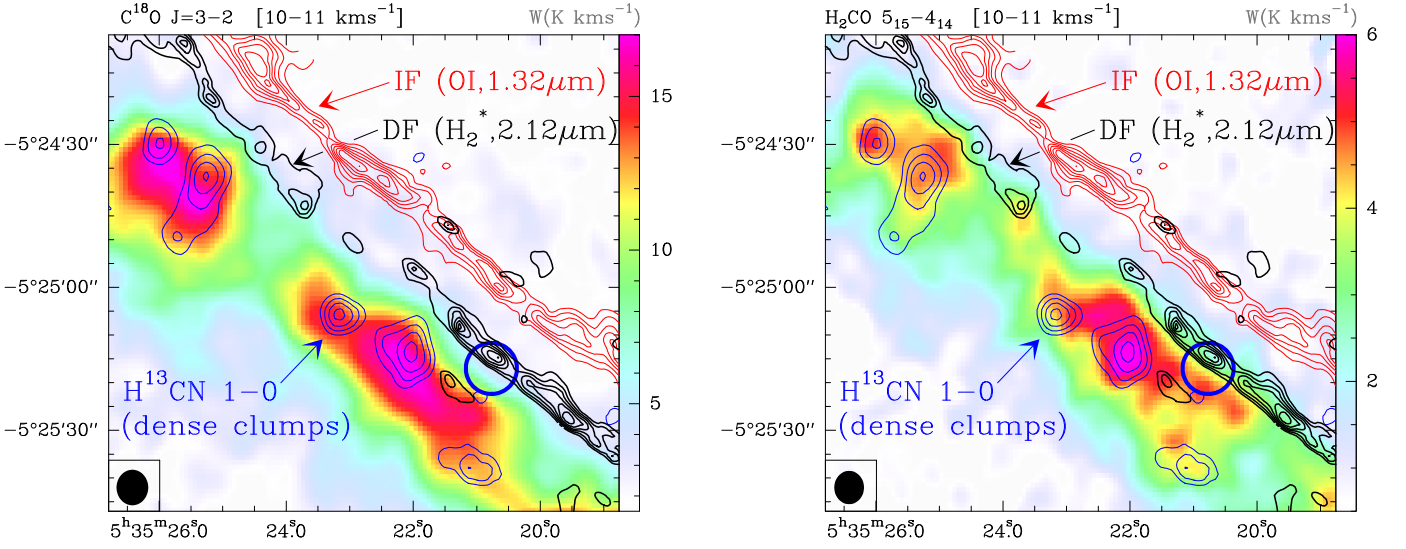 C¹⁸O J=3−2 [10−11 kms⁻¹] W(K kms⁻¹)
IF (OI,1.32μm)
DF (H₂*,2.12μm)
H¹³CN 1−0
(dense clumps)
−5°24′30″
−5°25′00″
−5°25′30″
5ʰ35ᵐ26ˢ.0 24ˢ.0 22ˢ.0 20ˢ.0
15
10
5
H₂CO 5₁₅−4₁₄ [10−11 kms⁻¹] W(K kms⁻¹)
IF (OI,1.32μm)
DF (H₂*,2.12μm)
H¹³CN 1−0
(dense clumps)
−5°24′30″
−5°25′00″
−5°25′30″
5ʰ35ᵐ26ˢ.0 24ˢ.0 22ˢ.0 20ˢ.0
6
4
2